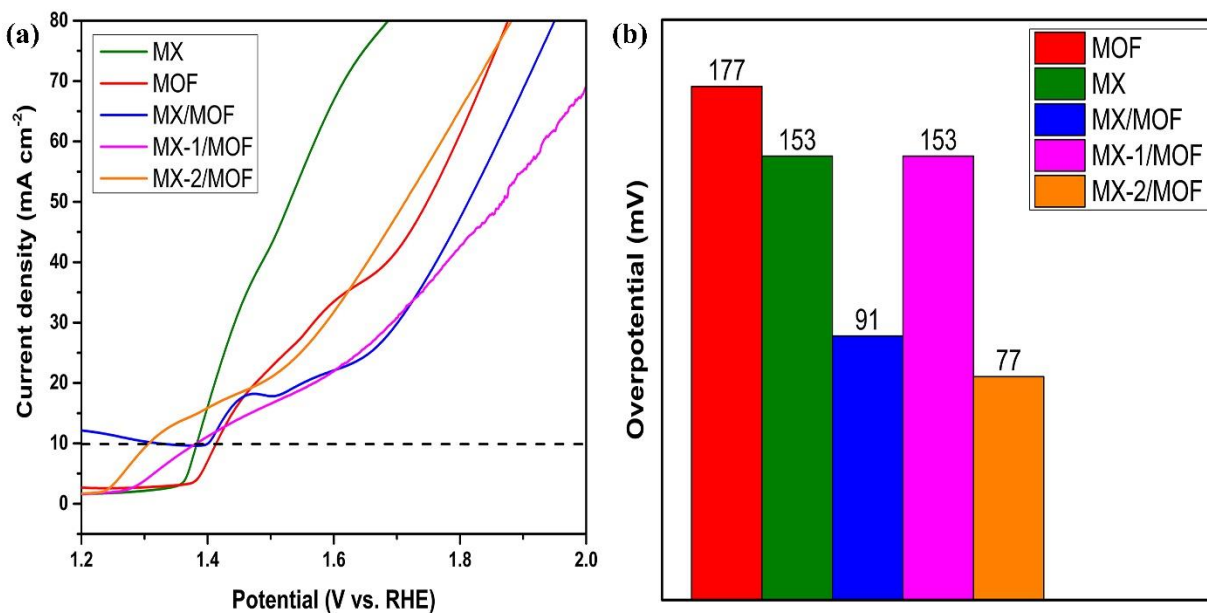 (a)
Current density (mA cm-2)
80
70
60
50
40
30
20
10
0
MX
MOF
MX/MOF
MX-1/MOF
MX-2/MOF
1.2 1.4 1.6 1.8 2.0
Potential (V vs. RHE)
(b)
Overpotential (mV)
177
153
91
153
77
MOF
MX
MX/MOF
MX-1/MOF
MX-2/MOF